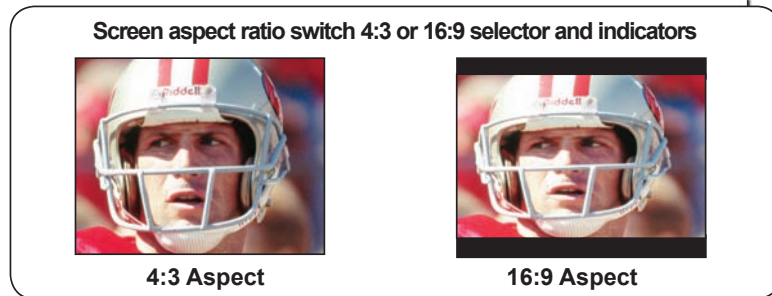 Screen aspect ratio switch 4:3 or 16:9 selector and indicators
Riddell
Riddell
4:3 Aspect
16:9 Aspect